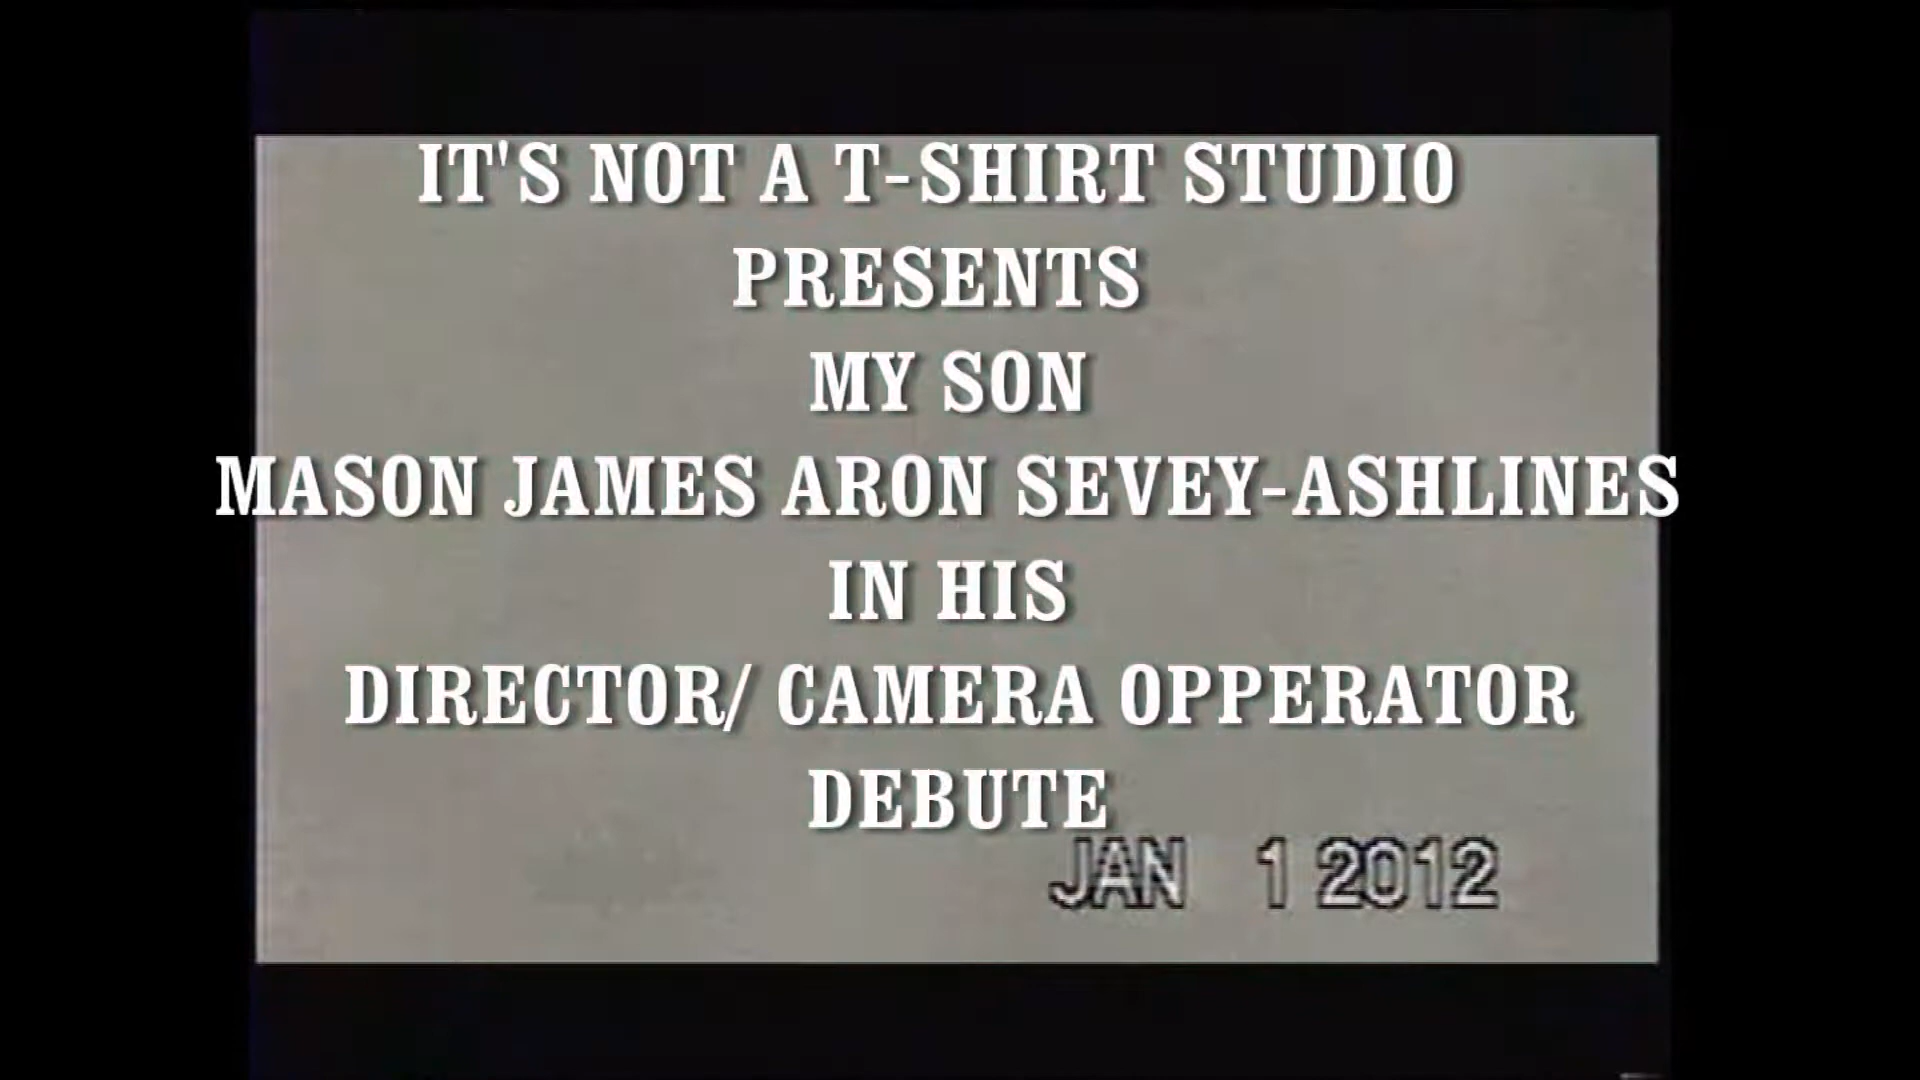 IT'S NOT A T-SHIRT STUDIO
PRESENTS
MY SON
MASON JAMES ARON SEVEY-ASHLINES
IN HIS
DIRECTOR/ CAMERA OPPERATOR
DEBUTE
JAN 1 2012